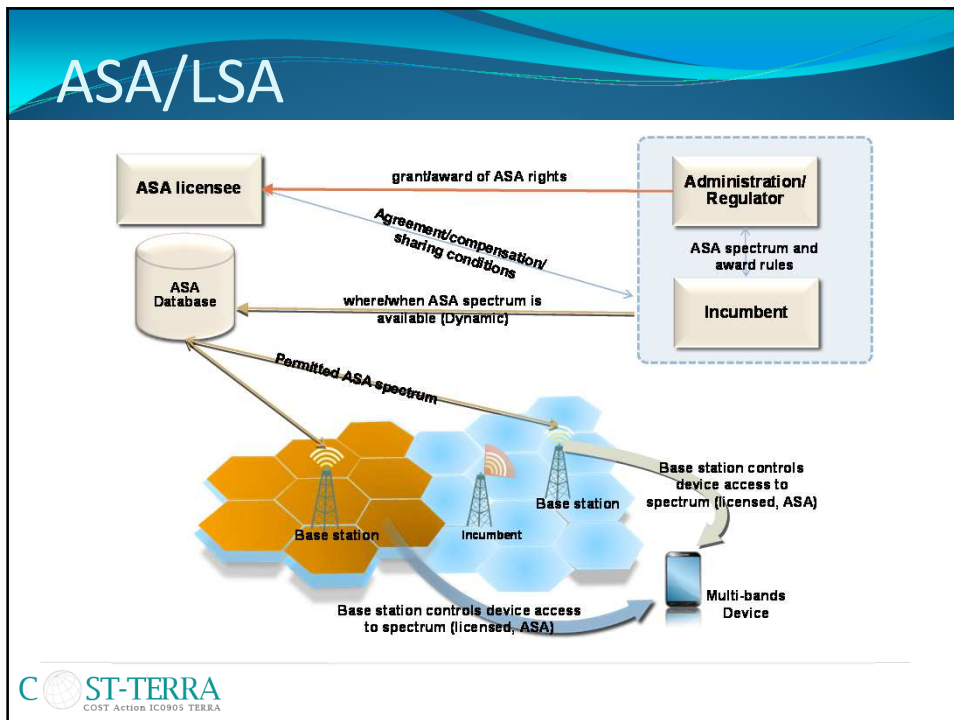 ASA/LSA
ASA licensee
grant/award of ASA rights
Administration/
Regulator
Agreement/compensation/
sharing conditions
ASA spectrum and
award rules
ASA
Database
where/when ASA spectrum is
available (Dynamic)
Incumbent
Permitted ASA spectrum
Base station controls
device access to
spectrum (licensed, ASA)
Base station
Base station
Incumbent
Multi-bands
Device
Base station controls device access
to spectrum (licensed, ASA)
C ST-TERRA
COST Action IC0905 TERRA